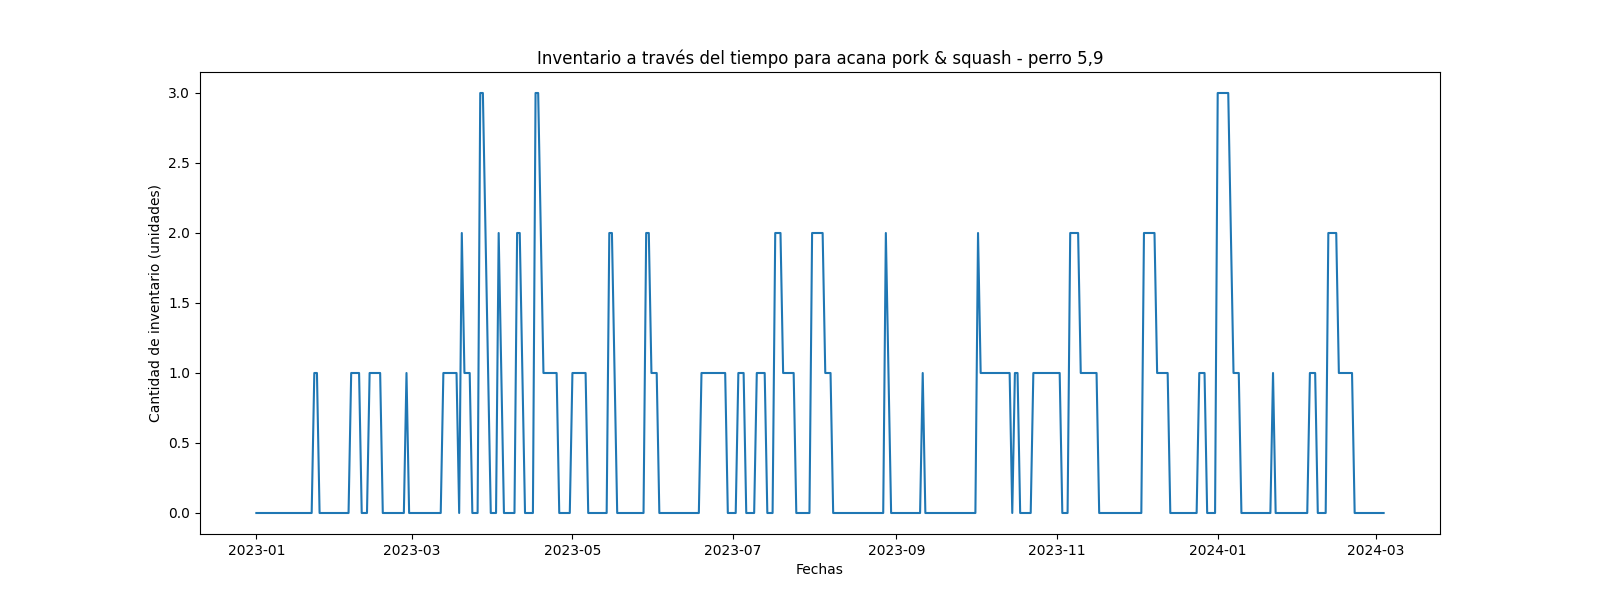 Inventario a través del tiempo para acana pork & squash - perro 5,9
Cantidad de inventario (unidades)
3.0
2.5
2.0
1.5
1.0
0.5
0.0
2023-01 2023-03 2023-05 2023-07 2023-09 2023-11 2024-01 2024-03
Fechas